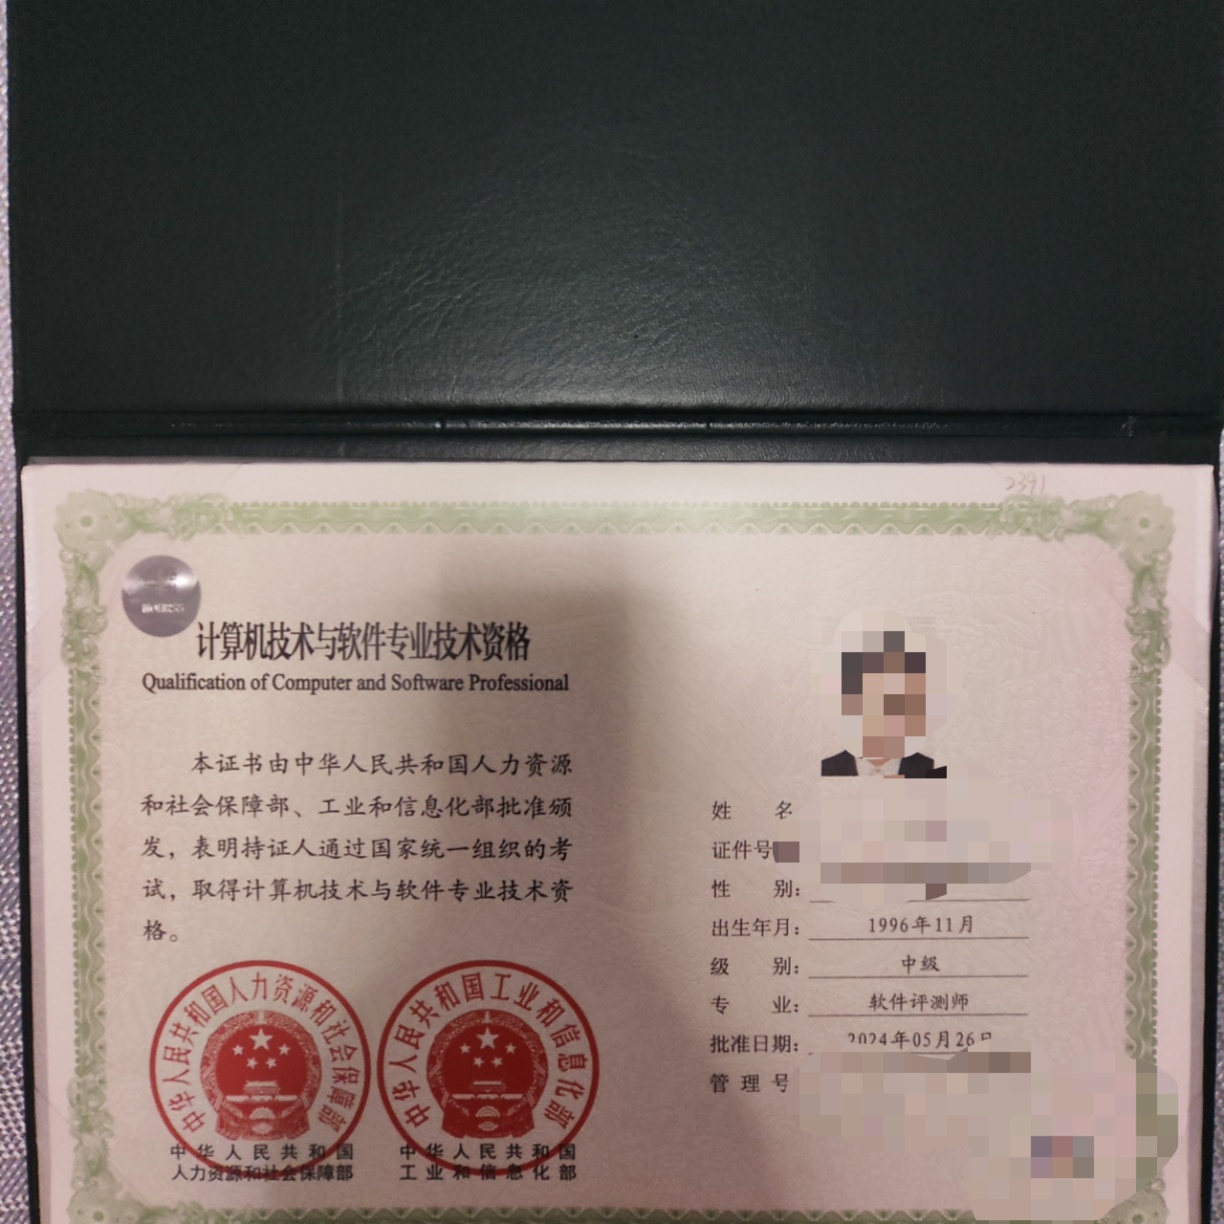 2391
计算机技术与软件专业技术资格
Qualification of Computer and Software Professional
本证书由中华人民共和国人力资源
和社会保障部、工业和信息化部批准颁
发，表明持证人通过国家统一组织的考
试，取得计算机技术与软件专业技术资
格。
中华人民共和国人力资源和社会保障部
中华人民共和国工业和信息化部
中华人民共和国
人力资源和社会保障部
中华人民共和国
工业和信息化部
姓 名
证件号
性 别：
出生年月： 1996年11月
级 别： 中级
专 业： 软件评测师
批准日期： 2024年05月26日
管 理 号